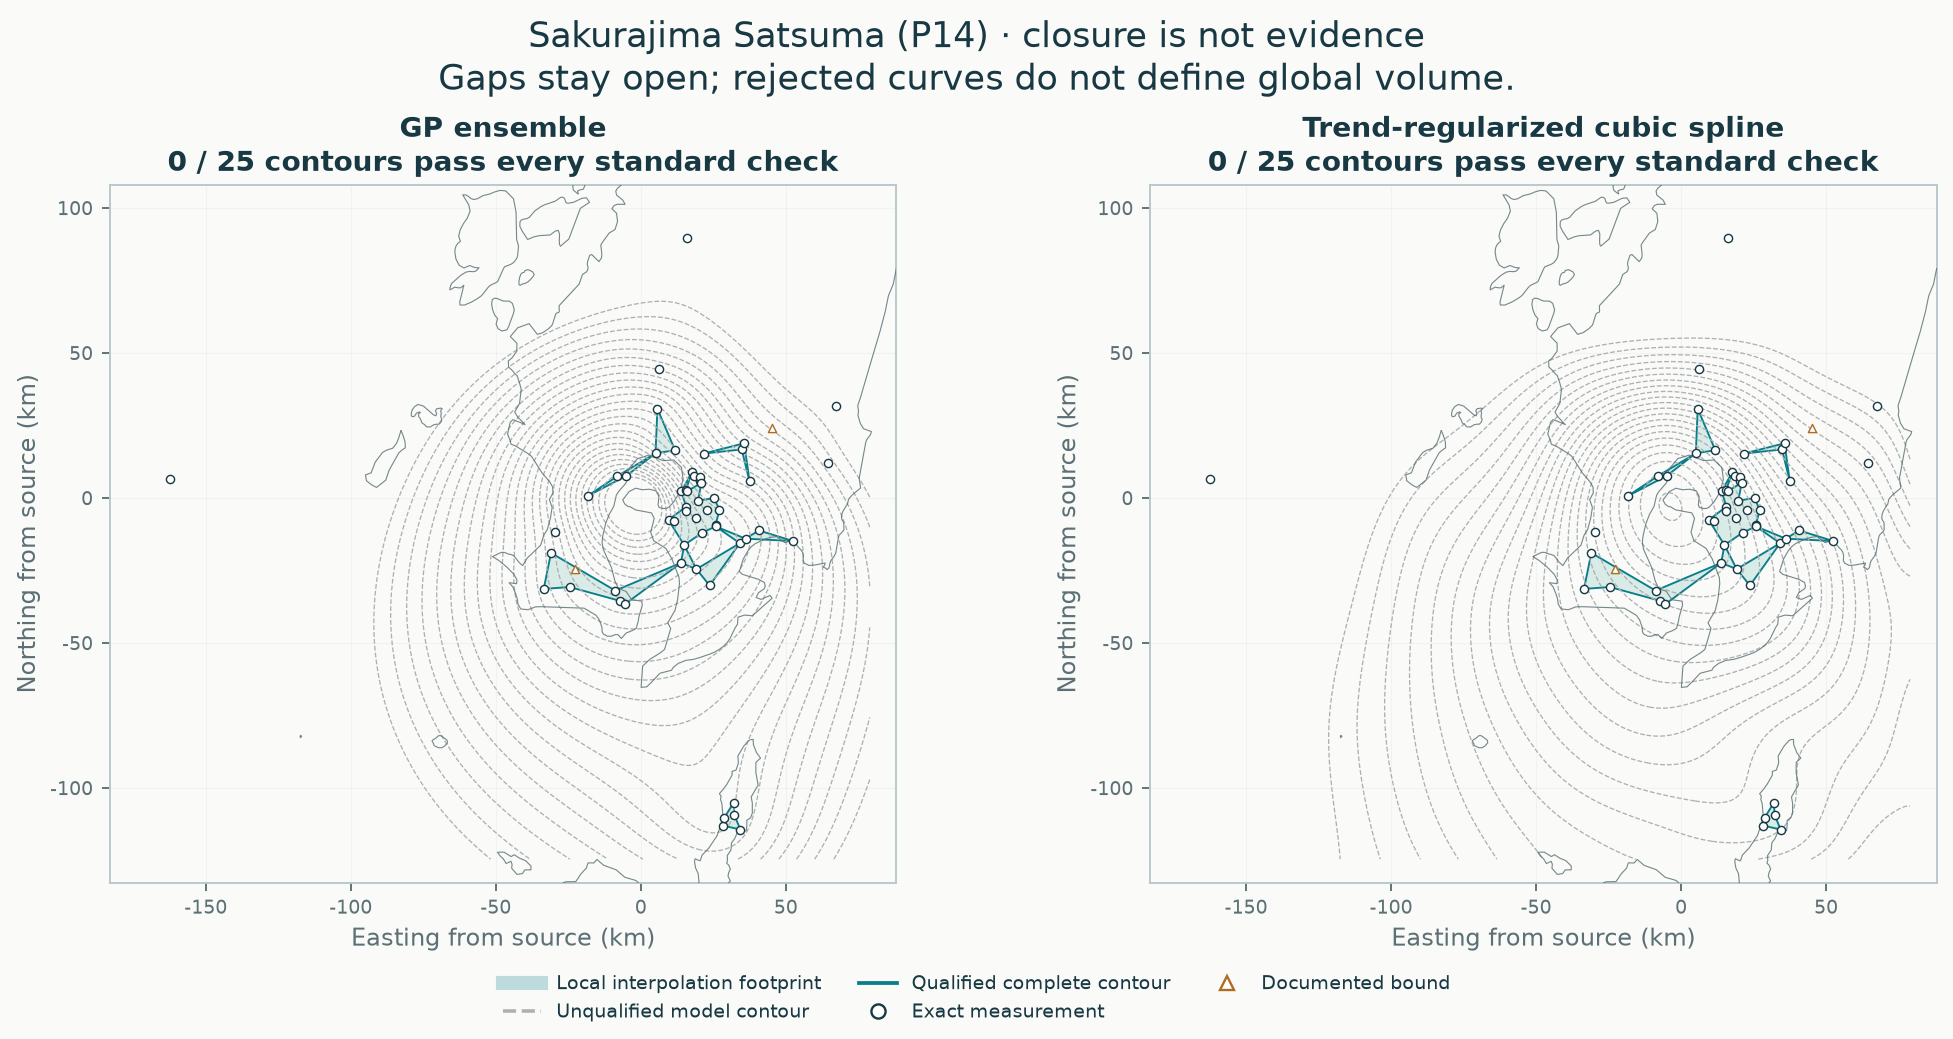 Sakurajima Satsuma (P14) · closure is not evidence
Gaps stay open; rejected curves do not define global volume.
GP ensemble
0 / 25 contours pass every standard check
Trend-regularized cubic spline
0 / 25 contours pass every standard check
Northing from source (km)
100
50
0
-50
-100
-150
-100
-50
0
50
Easting from source (km)
Northing from source (km)
100
50
0
-50
-100
-150
-100
-50
0
50
Easting from source (km)
Local interpolation footprint
Unqualified model contour
Qualified complete contour
Exact measurement
Documented bound